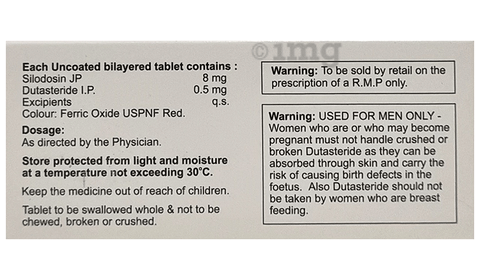 ©img
Each Uncoated bilayered tablet contains :
Silodosin JP 8 mg
Dutasteride I.P. 0.5 mg
Excipients q.s.
Colour: Ferric Oxide USPNF Red.
Dosage:
As directed by the Physician.
Store protected from light and moisture
at a temperature not exceeding 30°C.
Keep the medicine out of reach of children.
Tablet to be swallowed whole & not to be
chewed, broken or crushed.
Warning: To be sold by retail on the
prescription of a R.M.P only.
Warning: USED FOR MEN ONLY -
Women who are or who may become
pregnant must not handle crushed or
broken Dutasteride as they can be
absorbed through skin and carry the
risk of causing birth defects in the
foetus. Also Dutasteride should not
be taken by women who are breast
feeding.